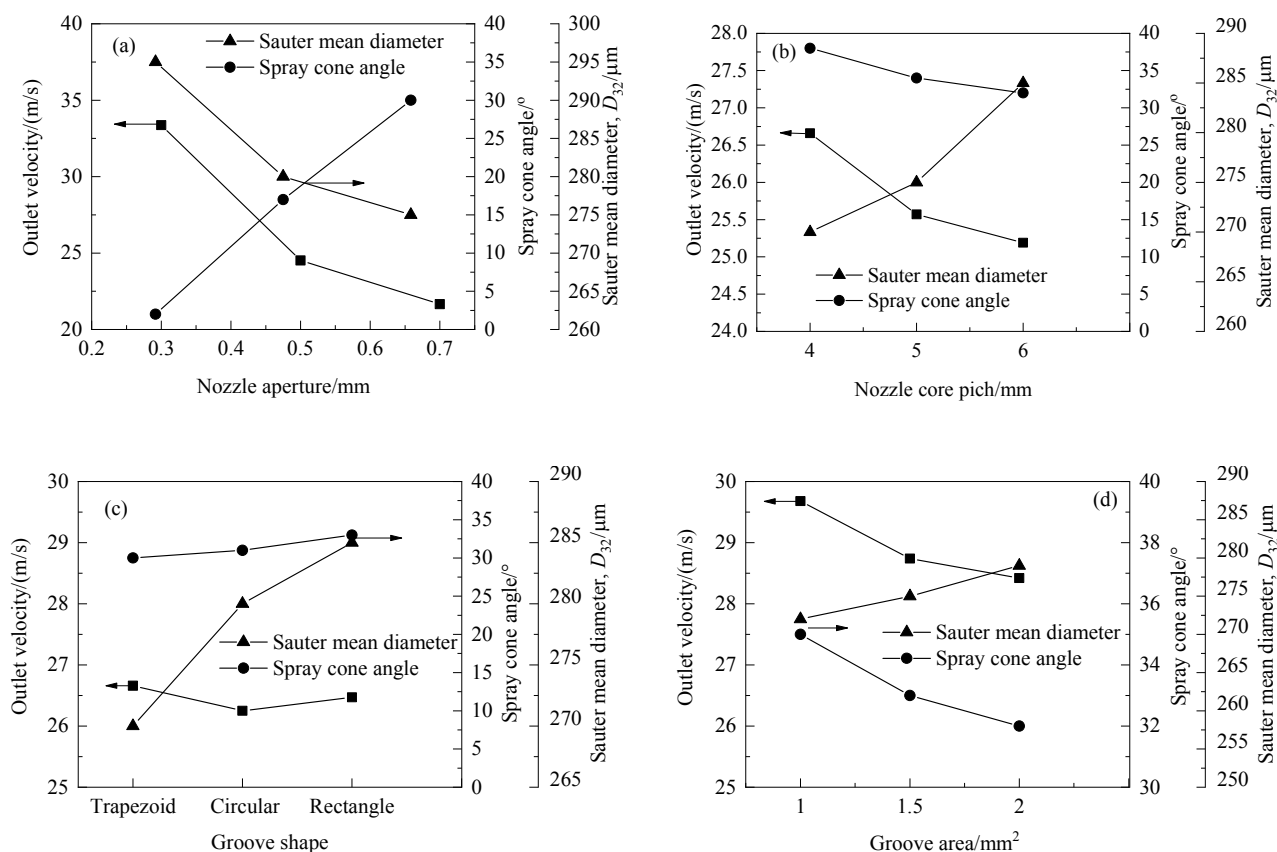 (a)
Sauter mean diameter
Spray cone angle
Outlet velocity/(m/s)
40
35
30
25
20
0.2 0.3 0.4 0.5 0.6 0.7
Nozzle aperture/mm
40
35
30
25
20
15
10
5
0
Spray cone angle/°
300
295
290
280
270
265
260
Sauter mean diameter, D32/μm
(b)
Sauter mean diameter
Spray cone angle
Outlet velocity/(m/s)
28.0
27.5
27.0
26.5
26.0
25.5
25.0
24.5
24.0
4 5 6
Nozzle core pich/mm
40
35
30
20
15
10
5
0
Spray cone angle/°
290
285
280
275
270
265
260
Sauter mean diameter, D32/μm
(c)
Sauter mean diameter
Spray cone angle
Outlet velocity/(m/s)
30
29
28
27
26
25
Trapezoid Circular Rectangle
Groove shape
40
35
30
20
15
10
5
0
Spray cone angle/°
290
285
280
275
270
265
Sauter mean diameter, D32/μm
(d)
Sauter mean diameter
Spray cone angle
Outlet velocity/(m/s)
30
29
28
27
26
25
1 1.5 2
Groove area/mm2
40
38
36
35
32
30
Spray cone angle/°
290
285
280
275
270
265
260
255
250
Sauter mean diameter, D32/μm